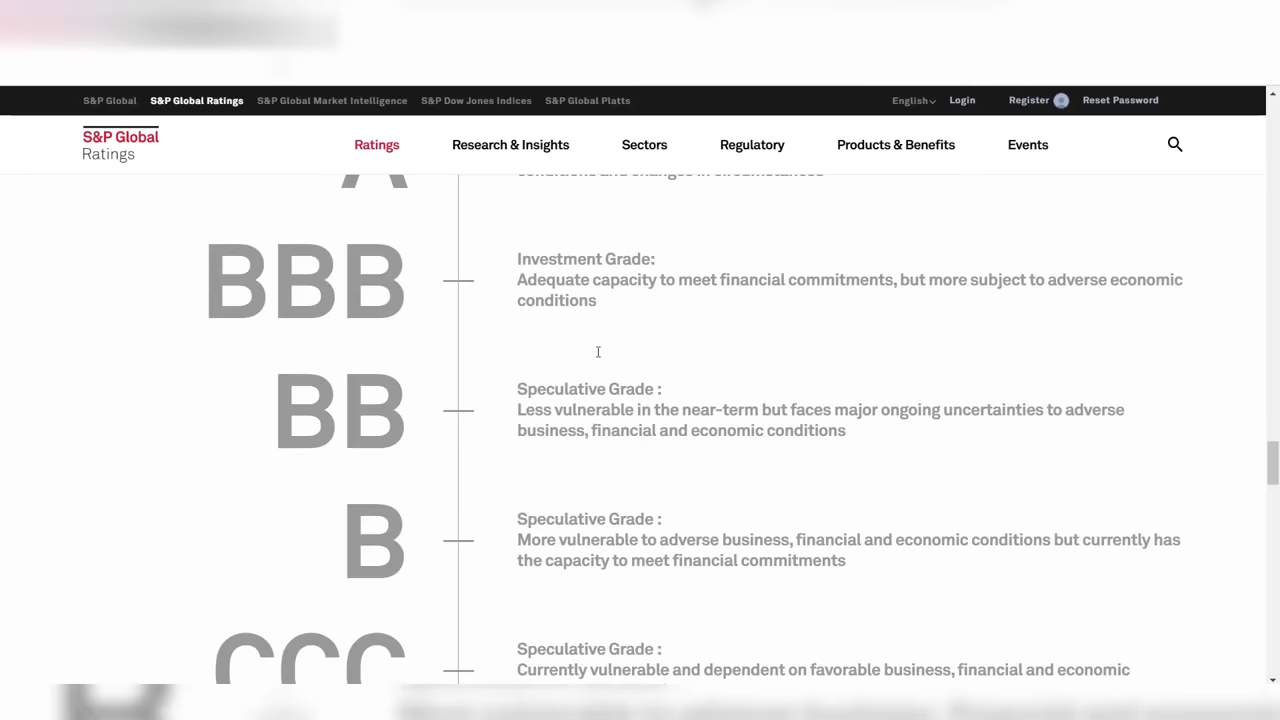 S&P Global S&P Global Ratings S&P Global Market Intelligence S&P Dow Jones Indices S&P Global Platts English Login Register Reset Password
S&P Global
Ratings
Ratings Research & Insights Sectors Regulatory Products & Benefits Events
A
conditions and changes in circumstances
BBB
Investment Grade:
Adequate capacity to meet financial commitments, but more subject to adverse economic
conditions
BB
Speculative Grade :
Less vulnerable in the near-term but faces major ongoing uncertainties to adverse
business, financial and economic conditions
B
Speculative Grade :
More vulnerable to adverse business, financial and economic conditions but currently has
the capacity to meet financial commitments
CCC
Speculative Grade :
Currently vulnerable and dependent on favorable business, financial and economic